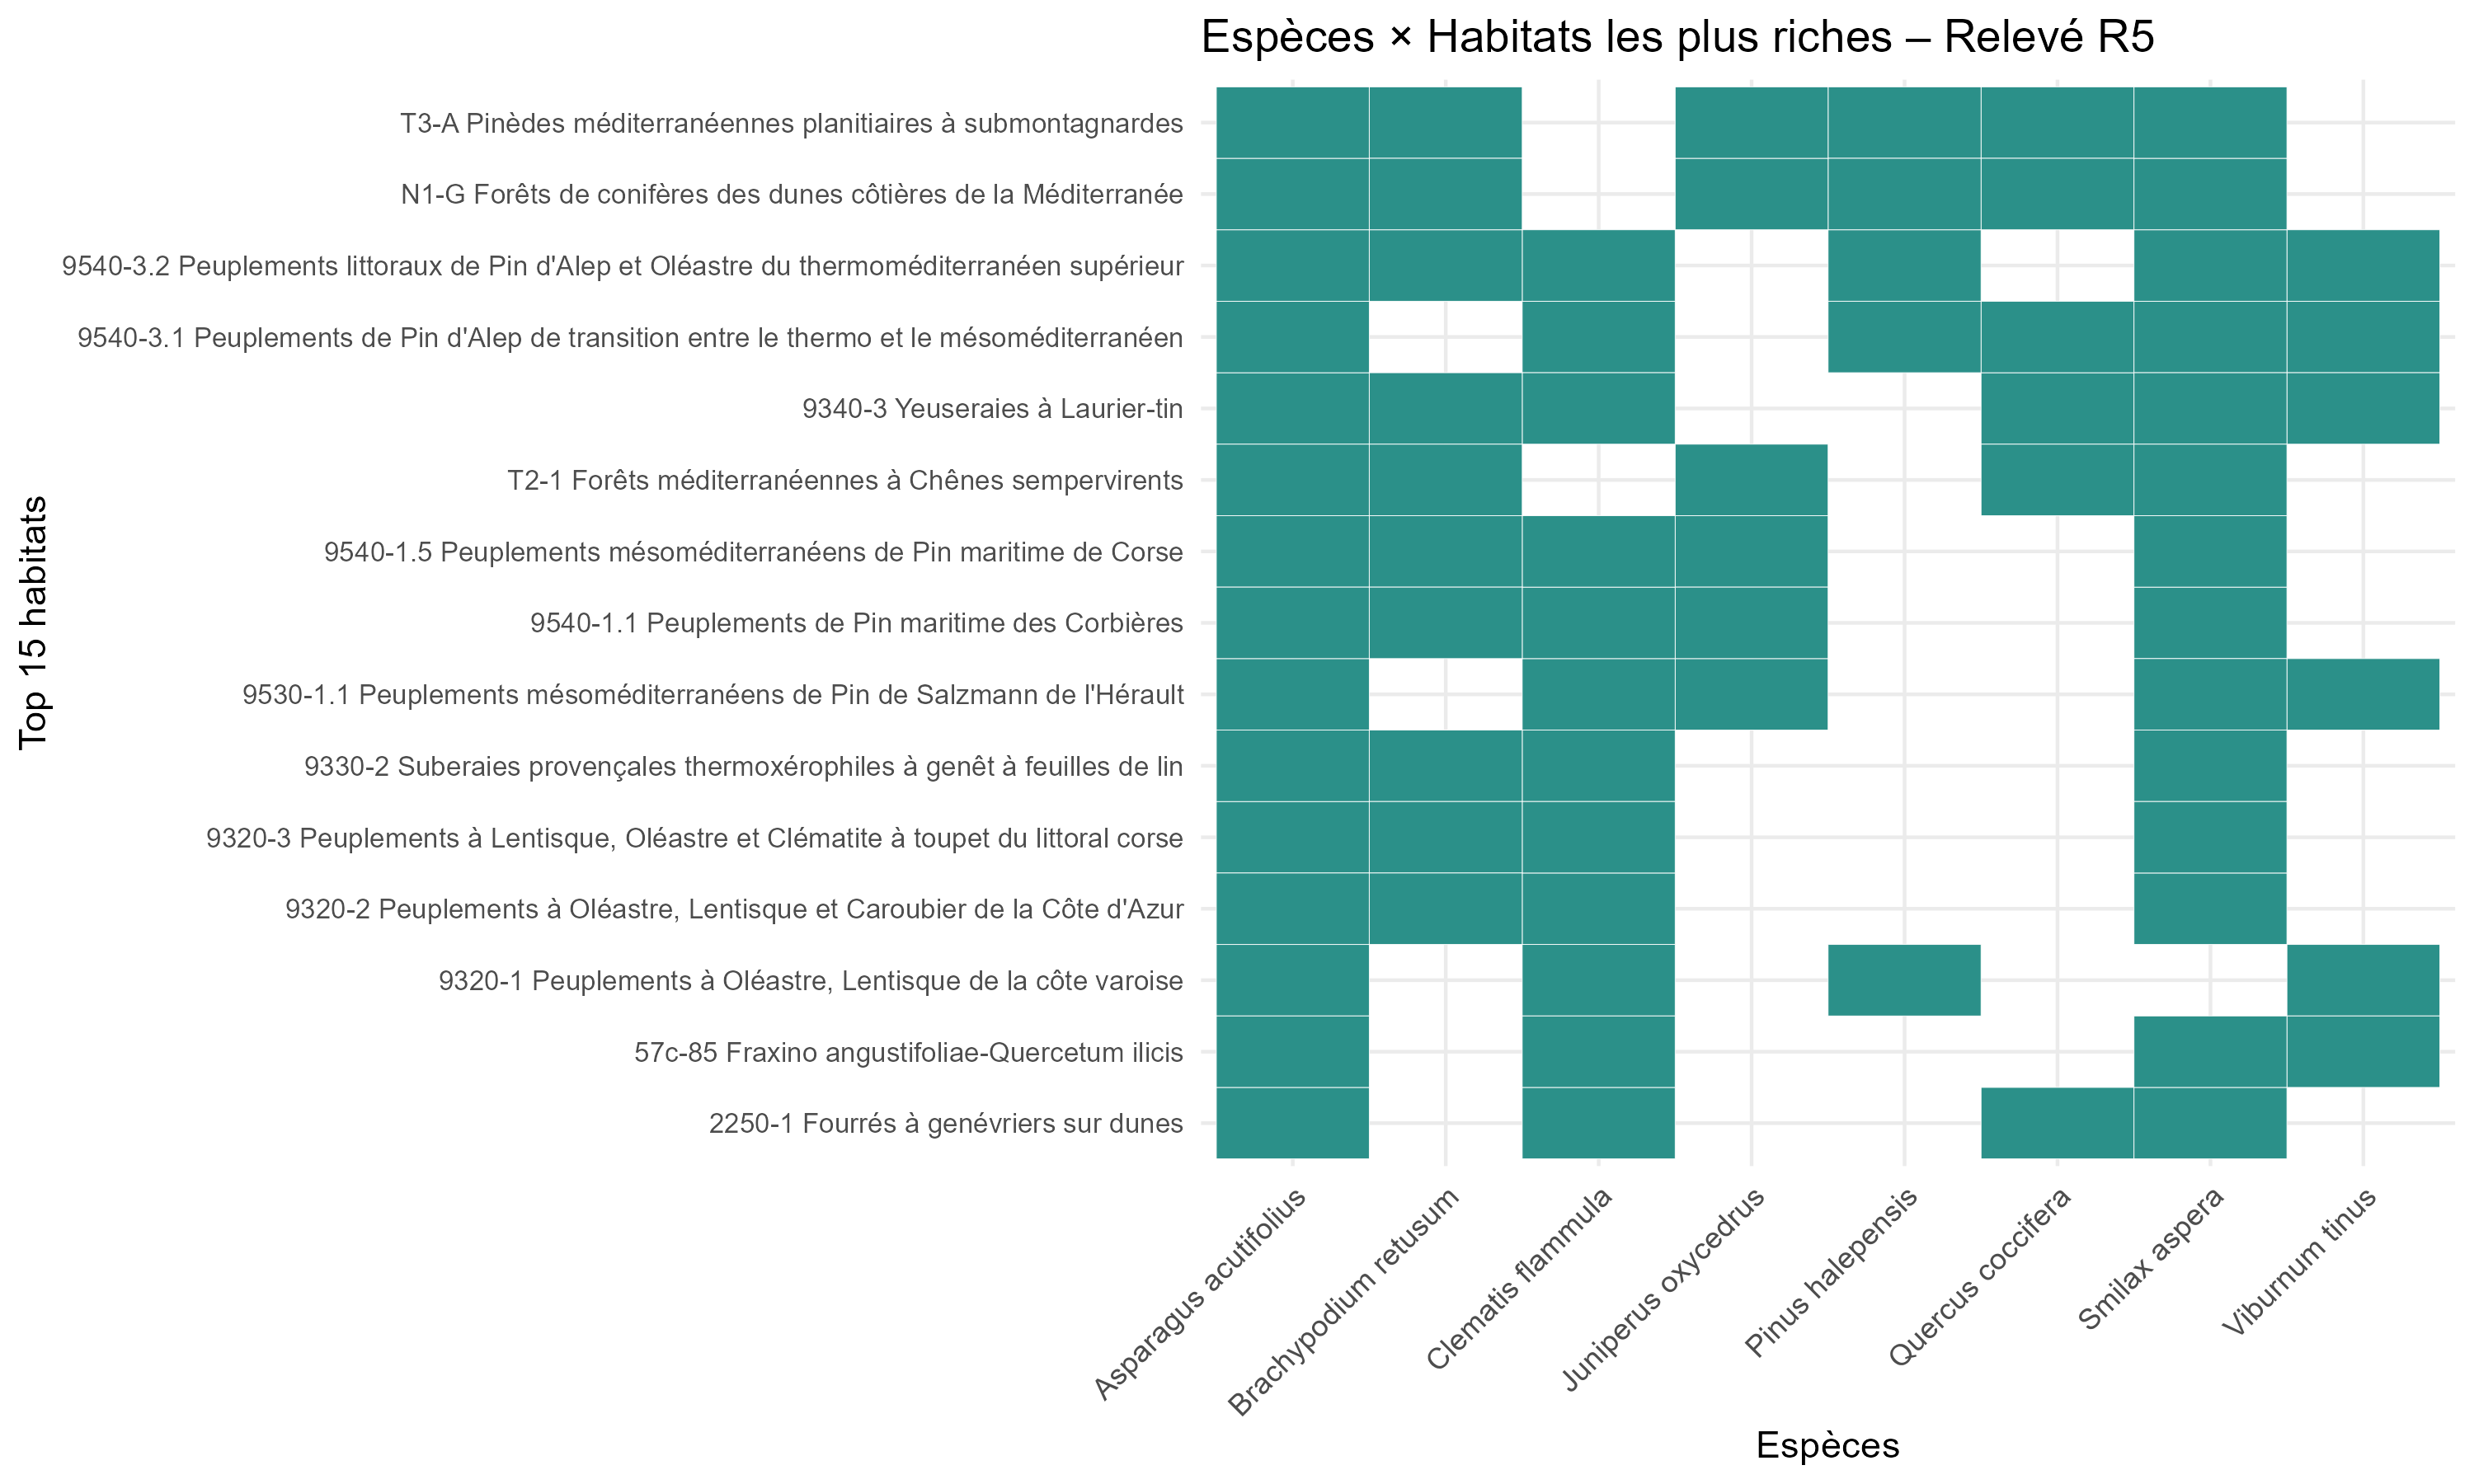 Espèces × Habitats les plus riches – Relevé R5
Top 15 habitats
T3-A Pinèdes méditerranéennes planitiaires à submontagnardes
N1-G Forêts de conifères des dunes côtières de la Méditerranée
9540-3.2 Peuplements littoraux de Pin d'Alep et Oléastre du thermoméditerranéen supérieur
9540-3.1 Peuplements de Pin d'Alep de transition entre le thermo et le mésoméditerranéen
9340-3 Yeuseraies à Laurier-tin
T2-1 Forêts méditerranéennes à Chênes sempervirents
9540-1.5 Peuplements mésoméditerranéens de Pin maritime de Corse
9540-1.1 Peuplements de Pin maritime des Corbières
9530-1.1 Peuplements mésoméditerranéens de Pin de Salzmann de l'Hérault
9330-2 Suberaies provençales thermoxérophiles à genêt à feuilles de lin
9320-3 Peuplements à Lentisque, Oléastre et Clématite à toupet du littoral corse
9320-2 Peuplements à Oléastre, Lentisque et Caroubier de la Côte d'Azur
9320-1 Peuplements à Oléastre, Lentisque de la côte varoise
57c-85 Fraxino angustifoliae-Quercetum ilicis
2250-1 Fourrés à genévriers sur dunes
Asparagus acutifolius
Brachypodium retusum
Clematis flammula
Juniperus oxycedrus
Pinus halepensis
Quercus coccifera
Smilax aspera
Viburnum tinus
Espèces